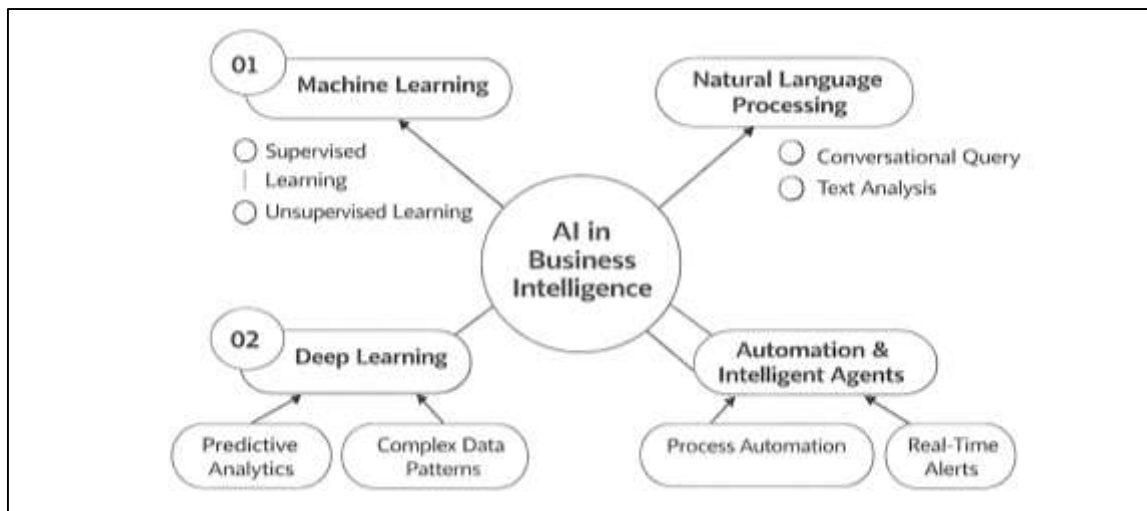 01
Machine Learning
Supervised
Learning
Unsupervised Learning
Natural Language
Processing
Conversational Query
Text Analysis
AI in
Business
Intelligence
02
Deep Learning
Predictive
Analytics
Complex Data
Patterns
Automation &
Intelligent Agents
Process Automation
Real-Time
Alerts